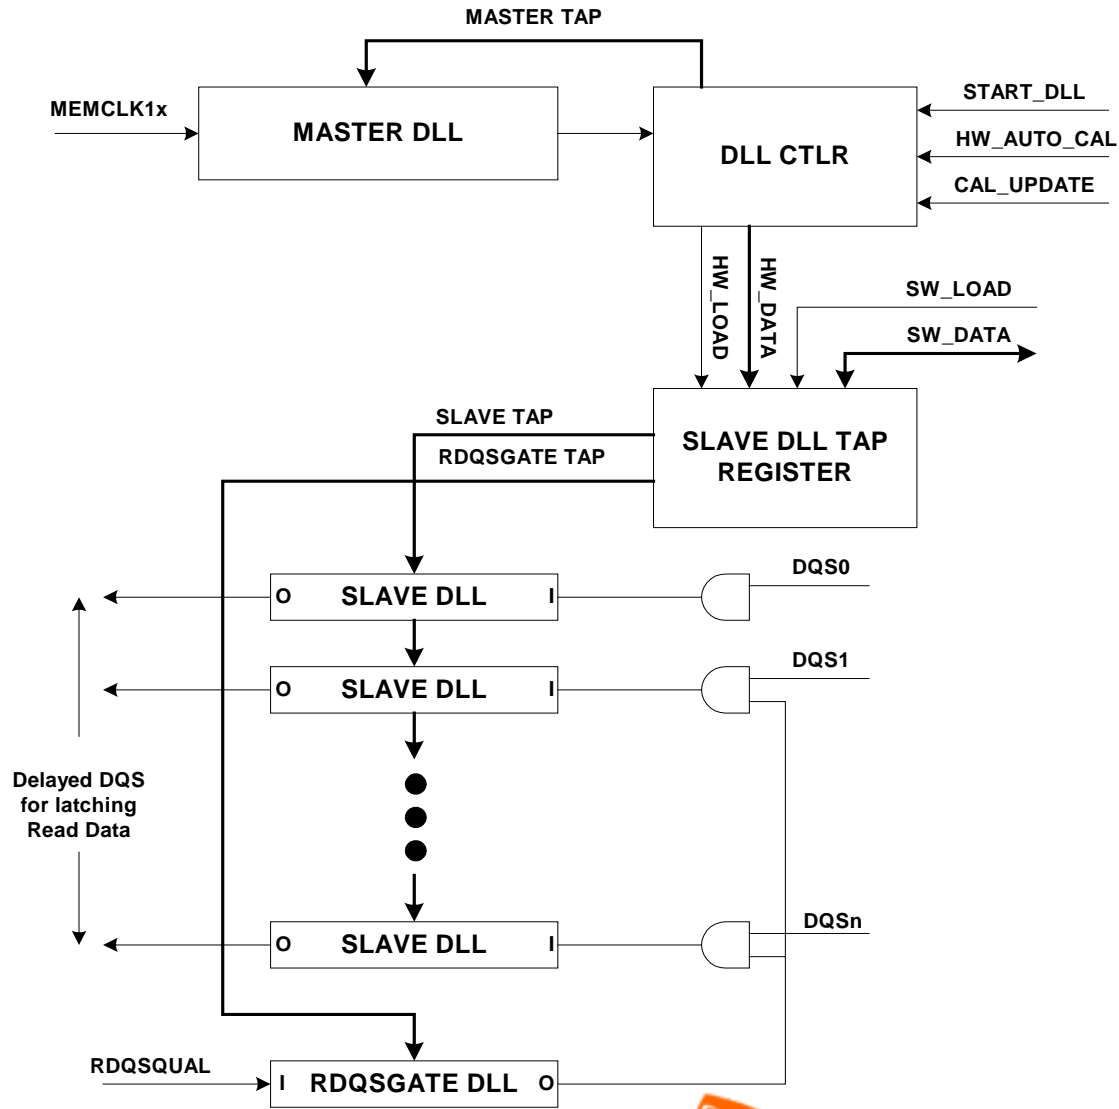 MASTER TAP
MEMCLK1x
MASTER DLL
DLL CTLR
START_DLL
HW_AUTO_CAL
CAL_UPDATE
HW_LOAD
HW_DATA
SW_LOAD
SW_DATA
SLAVE TAP
RDQSGATE TAP
SLAVE DLL TAP
REGISTER
DQS0
O SLAVE DLL I
DQS1
O SLAVE DLL I
Delayed DQS
for latching
Read Data
DQSn
O SLAVE DLL I
RDQSQUAL
I RDQSGATE DLL O